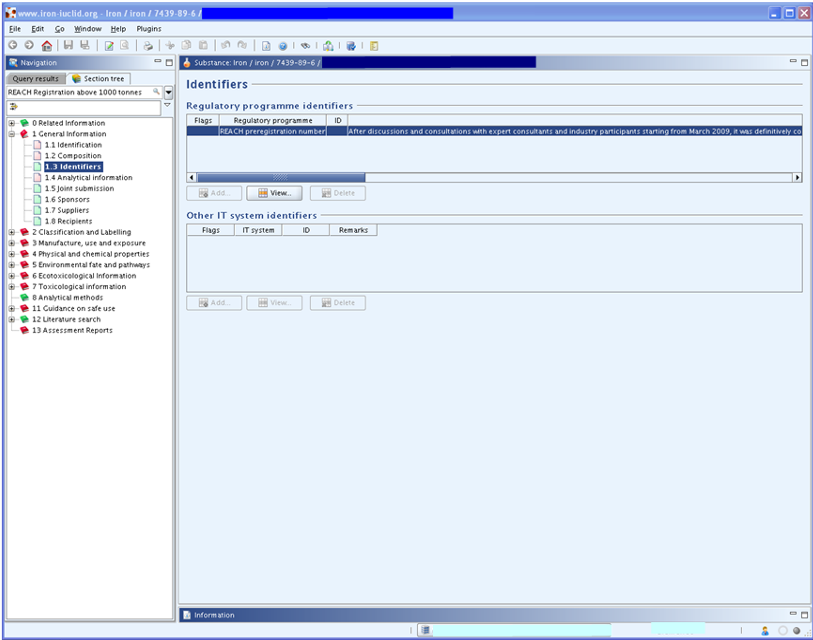 www.iron-iuclid.org - Iron / iron / 7439-89-6 /
File Edit Go Window Help Plugins
Navigation
Query results Section tree
REACH Registration above 1000 tonnes
0 Related Information
1 General Information
1.1 Identification
1.2 Composition
1.3 Identifiers
1.4 Analytical information
1.5 Joint submission
1.6 Sponsors
1.7 Suppliers
1.8 Recipients
2 Classification and Labelling
3 Manufacture, use and exposure
4 Physical and chemical properties
5 Environmental fate and pathways
6 Ecotoxicological Information
7 Toxicological information
8 Analytical methods
11 Guidance on safe use
12 Literature search
13 Assessment Reports
Substance: Iron / iron / 7439-89-6 /
Identifiers
Regulatory programme identifiers
Flags Regulatory programme ID
REACH preregistration number After discussions and consultations with expert consultants and industry participants starting from March 2009, it was definitively co
Add... View... Delete
Other IT system identifiers
Flags IT system ID Remarks
Add... View... Delete
Information